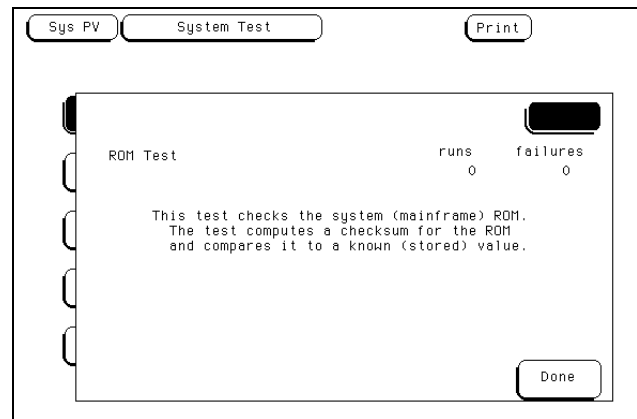 Sys PV System Test Print
ROM Test runs failures
0 0
This test checks the system (mainframe) ROM.
The test computes a checksum for the ROM
and compares it to a known (stored) value.
Done